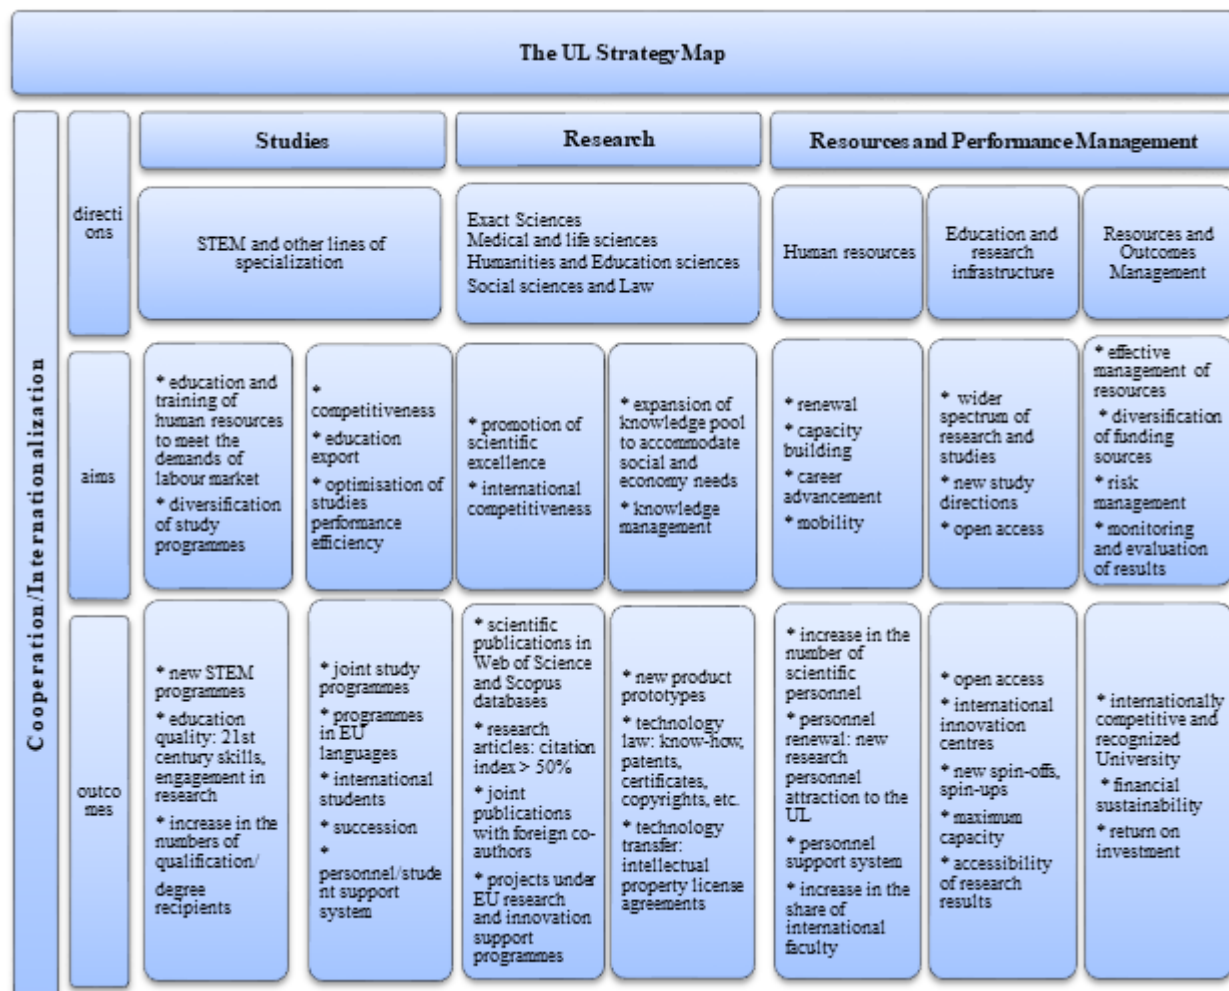 The UL Strategy Map
Cooperation/Internationalization
directi
ons
Studies
Research
Resources and Performance Management
STEM and other lines of
specialization
Exact Sciences
Medical and life sciences
Humanities and Education sciences
Social sciences and Law
Human resources
Education and
research
infrastructure
Resources and
Outcomes
Management
aims
* education and
training of
human resources
to meet the
demands of
labour market
* diversification
of study
programmes
*
competitiveness
* education
export
* optimisation of
studies
performance
efficiency
* promotion of
scientific
excellence
* international
competitiveness
* expansion of
knowledge pool
to accommodate
social and
economy needs
* knowledge
management
* renewal
* capacity
building
* career
advancement
* mobility
* wider
spectrum of
research and
studies
* new study
directions
* open access
* effective
management of
resources
* diversification
of funding
sources
* risk
management
* monitoring
and evaluation
of results
outco
mes
* new STEM
programmes
* education
quality: 21st
century skills,
engagement in
research
* increase in the
numbers of
qualification/
degree
recipients
* joint study
programmes
* programmes
in EU
languages
* international
students
* succession
*
personnel/stude
nt support
system
* scientific
publications in
Web of Science
and Scopus
databases
* research
articles: citation
index > 50%
* joint
publications
with foreign co-
authors
* projects under
EU research
and innovation
support
programmes
* new product
prototypes
* technology
law: know-how,
patents,
certificates,
copyrights, etc.
* technology
transfer:
intellectual
property license
agreements
* increase in the
number of
scientific
personnel
* personnel
renewal: new
research
personnel
attraction to the
UL
* personnel
support system
* increase in the
share of
international
faculty
* open access
* international
innovation
centres
* new spin-offs,
spin-ups
* maximum
capacity
* accessibility
of research
results
* internationally
competitive and
recognized
University
* financial
sustainability
* return on
investment